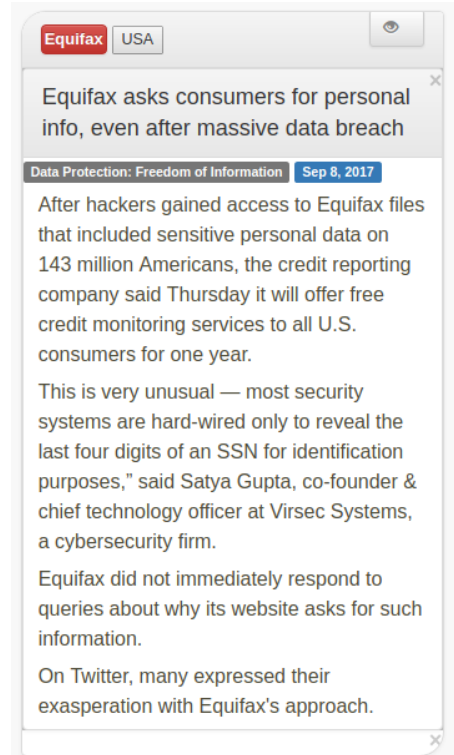 Equifax USA
Equifax asks consumers for personal
info, even after massive data breach
Data Protection: Freedom of Information Sep 8, 2017
After hackers gained access to Equifax files
that included sensitive personal data on
143 million Americans, the credit reporting
company said Thursday it will offer free
credit monitoring services to all U.S.
consumers for one year.
This is very unusual — most security
systems are hard-wired only to reveal the
last four digits of an SSN for identification
purposes,” said Satya Gupta, co-founder &
chief technology officer at Virsec Systems,
a cybersecurity firm.
Equifax did not immediately respond to
queries about why its website asks for such
information.
On Twitter, many expressed their
exasperation with Equifax's approach.